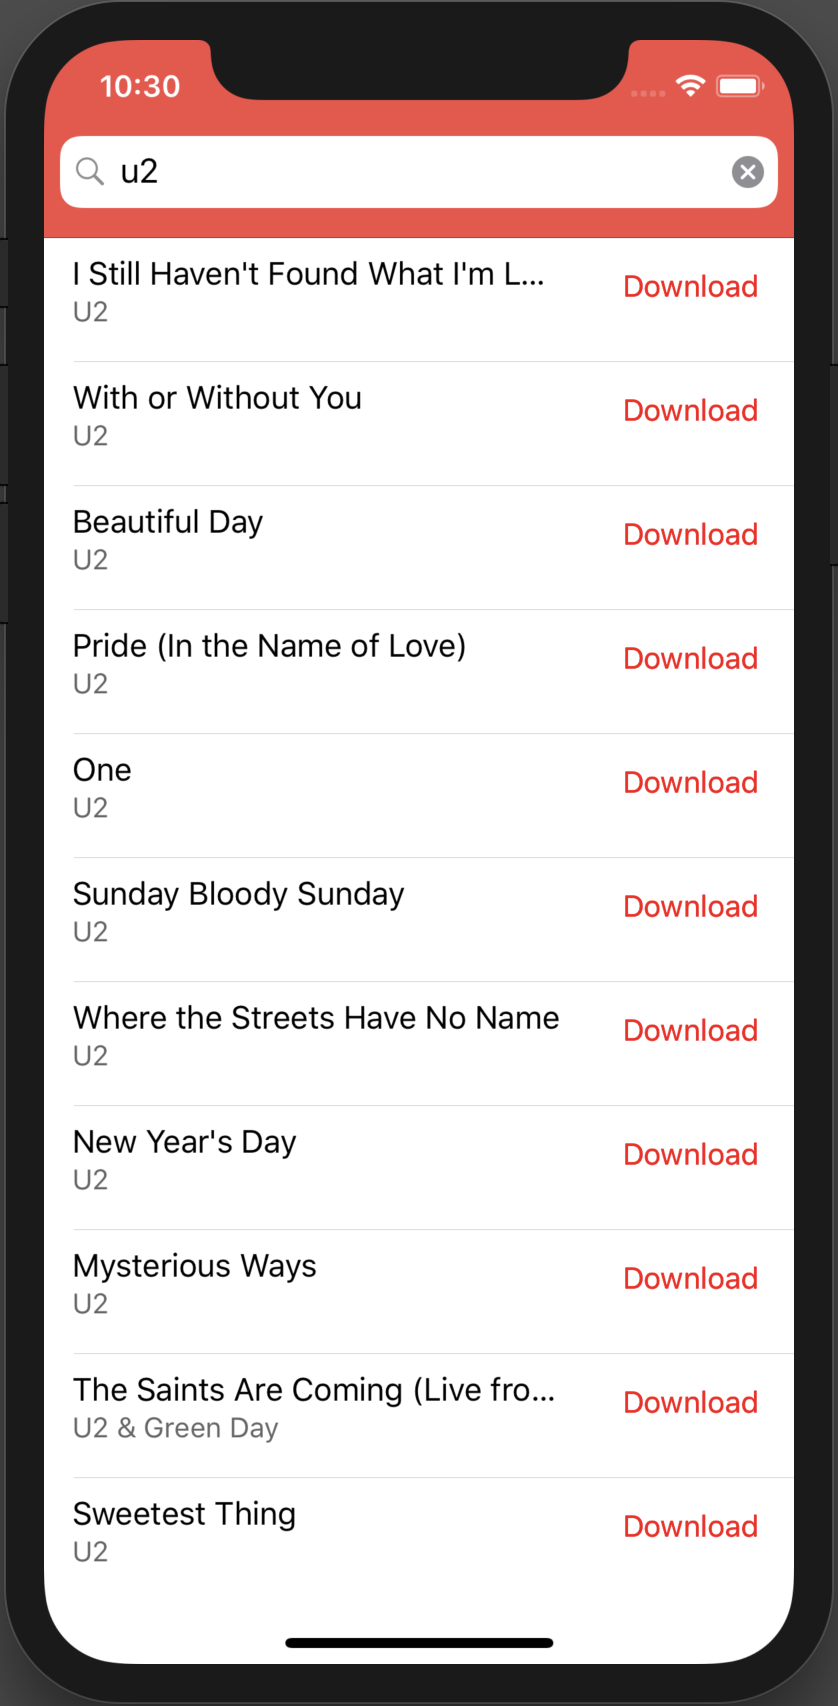 10:30
u2
I Still Haven't Found What I'm L...
Download
U2
With or Without You
Download
U2
Beautiful Day
Download
U2
Pride (In the Name of Love)
Download
U2
One
Download
U2
Sunday Bloody Sunday
Download
U2
Where the Streets Have No Name
Download
U2
New Year's Day
Download
U2
Mysterious Ways
Download
U2
The Saints Are Coming (Live fro...
Download
U2 & Green Day
Sweetest Thing
Download
U2